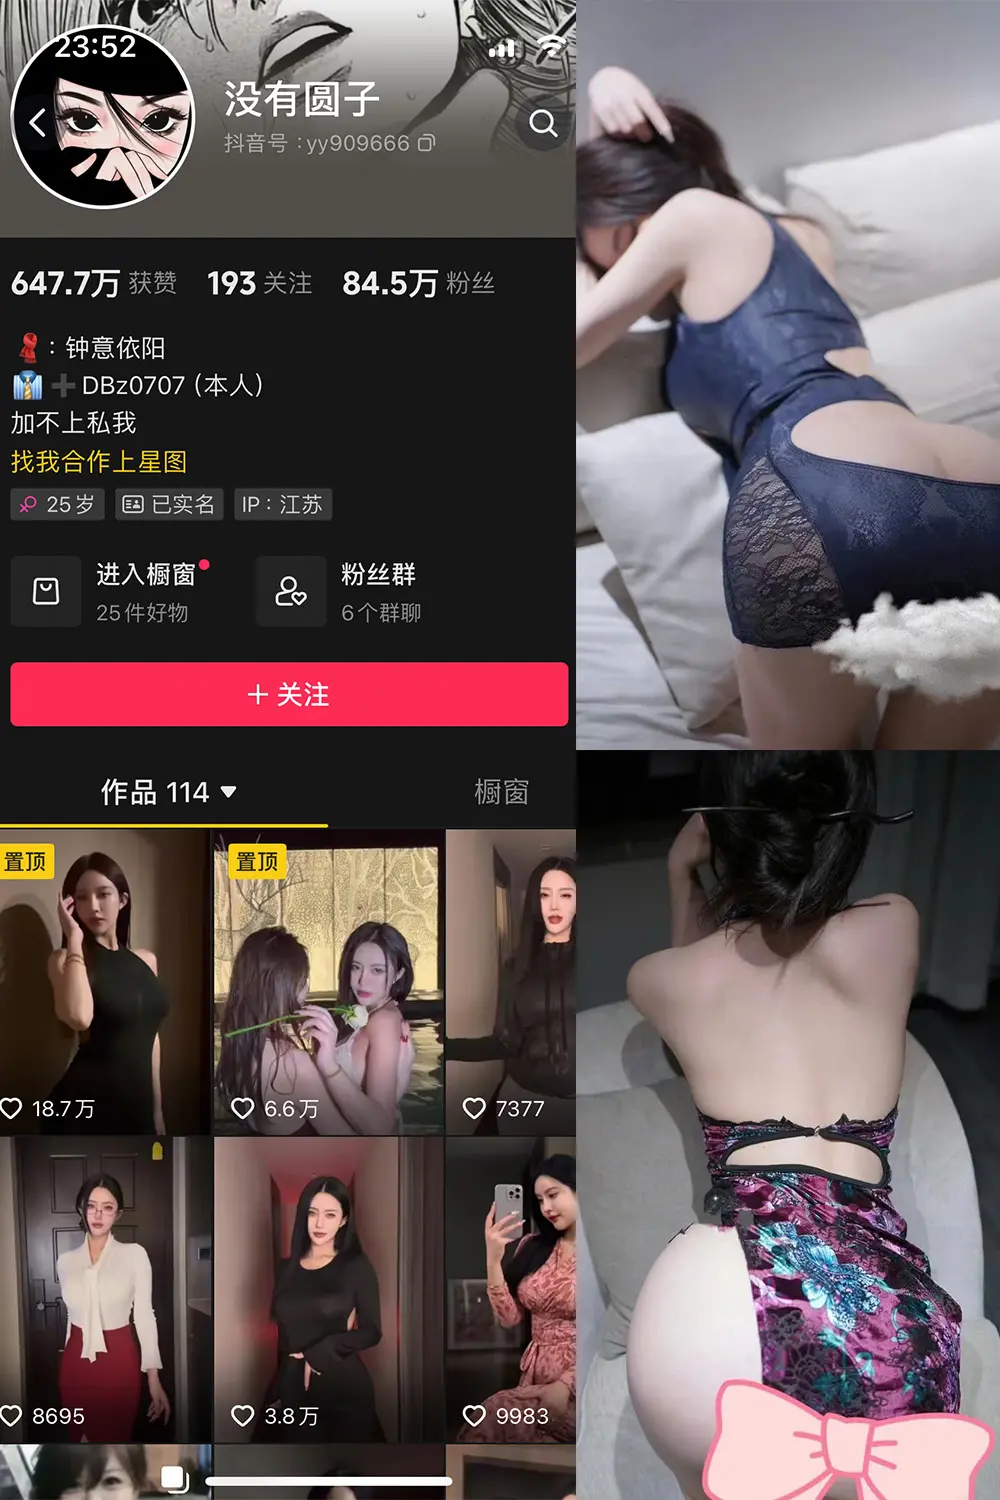 23:52
没有圆子
抖音号：yy909666
647.7万 获赞 193 关注 84.5万 粉丝
：钟意依阳
➕DBz0707 (本人)
加不上私我
找我合作上星图
25岁 已实名 IP：江苏
进入橱窗 粉丝群
25件好物 6个群聊
+ 关注
作品 114 橱窗
置顶 置顶
18.7万 6.6万 7377
8695 3.8万 9983